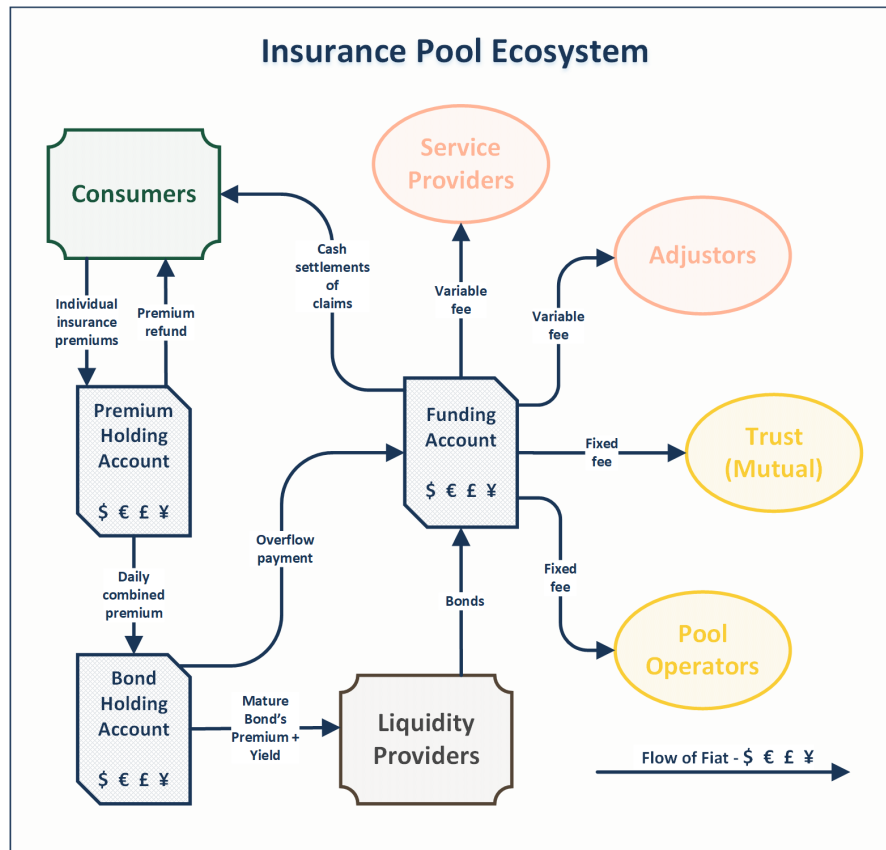 Insurance Pool Ecosystem
Consumers
Service
Providers
Adjustors
Cash
settlements
of
claims
Individual
insurance
premiums
Premium
refund
Variable
fee
Variable
fee
Premium
Holding
Account
$ € £ ¥
Funding
Account
$ € £ ¥
Fixed
fee
Trust
(Mutual)
Overflow
payment
Daily
combined
premium
Bonds
Fixed
fee
Pool
Operators
Bond
Holding
Account
$ € £ ¥
Mature
Bond’s
Premium +
Yield
Liquidity
Providers
Flow of Fiat - $ € £ ¥